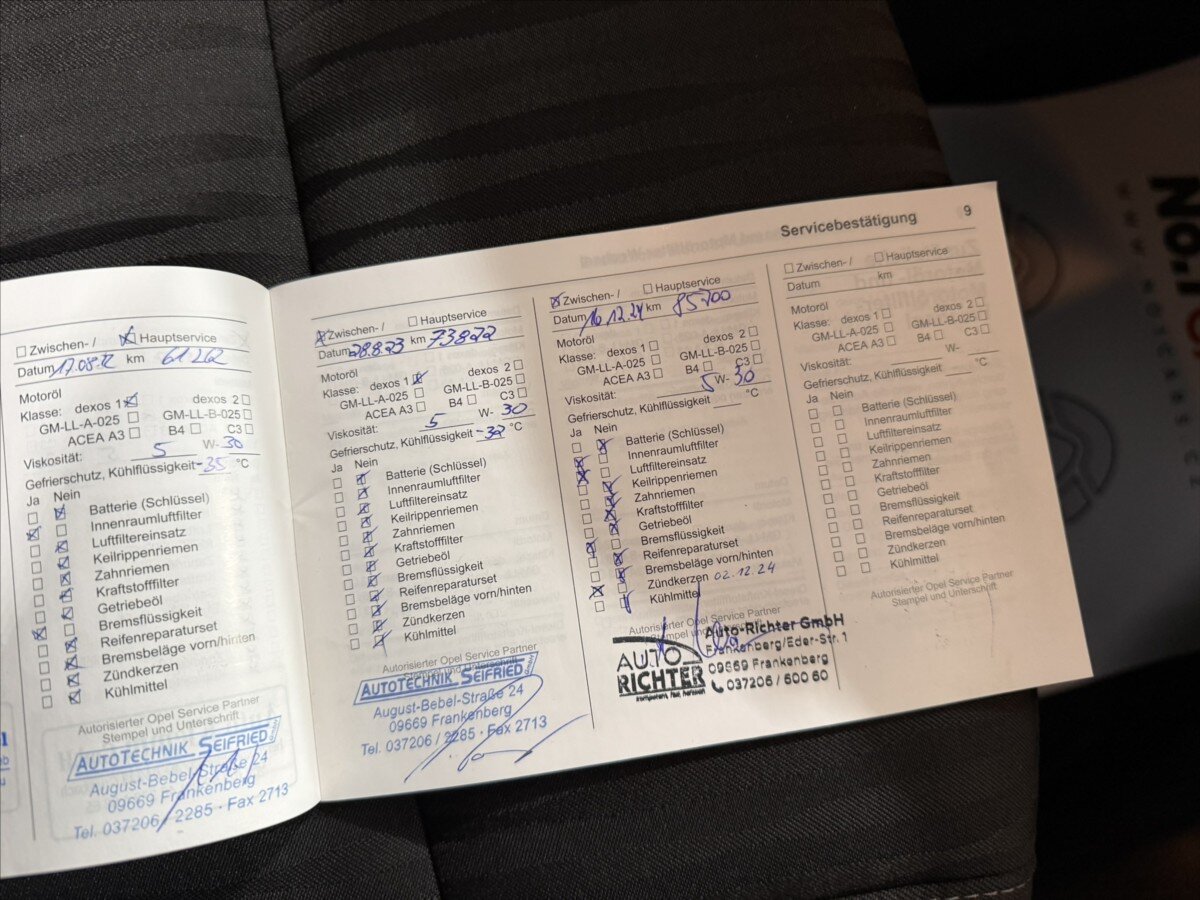 Servicebestätigung 9
Zwischen- / Hauptservice
Datum 17.08.22 km 61262
Motoröl
Klasse: dexos 1 dexos 2
GM-LL-A-025 GM-LL-B-025
ACEA A3 B4 C3
Viskosität: 5 W- 30
Gefrierschutz, Kühlflüssigkeit -35 °C
Ja Nein
Batterie (Schlüssel)
Innenraumluftfilter
Luftfiltereinsatz
Keilrippenriemen
Zahnriemen
Kraftstofffilter
Getriebeöl
Bremsflüssigkeit
Reifenreparaturset
Bremsbeläge vorn/hinten
Zündkerzen
Kühlmittel
Autorisierter Opel Service Partner
Stempel und Unterschrift
AUTOTECHNIK SEIFRIED
August-Bebel-Straße 24
09669 Frankenberg
Tel. 037206 / 2285 · Fax 2713
Zwischen- / Hauptservice
Datum 28.8.23 km 73822
Motoröl
Klasse: dexos 1 dexos 2
GM-LL-A-025 GM-LL-B-025
ACEA A3 B4 C3
Viskosität: 5 W- 30
Gefrierschutz, Kühlflüssigkeit -32 °C
Ja Nein
Batterie (Schlüssel)
Innenraumluftfilter
Luftfiltereinsatz
Keilrippenriemen
Zahnriemen
Kraftstofffilter
Getriebeöl
Bremsflüssigkeit
Reifenreparaturset
Bremsbeläge vorn/hinten
Zündkerzen
Kühlmittel
Autorisierter Opel Service Partner
Stempel und Unterschrift
AUTOTECHNIK SEIFRIED
August-Bebel-Straße 24
09669 Frankenberg
Tel. 037206 / 2285 · Fax 2713
Zwischen- / Hauptservice
Datum 16.12.24 km 85700
Motoröl
Klasse: dexos 1 dexos 2
GM-LL-A-025 GM-LL-B-025
ACEA A3 B4 C3
Viskosität: 5 W- 30
Gefrierschutz, Kühlflüssigkeit °C
Ja Nein
Batterie (Schlüssel)
Innenraumluftfilter
Luftfiltereinsatz
Keilrippenriemen
Zahnriemen
Kraftstofffilter
Getriebeöl
Bremsflüssigkeit
Reifenreparaturset
Bremsbeläge vorn/hinten
Zündkerzen 02.12.24
Kühlmittel
Autorisierter Opel Service Partner
AUTO
RICHTER
Auto-Richter GmbH
Frankenberg/Eder-Str. 1
09669 Frankenberg
037206 / 600 60
Zwischen- / Hauptservice
Datum km
Motoröl
Klasse: dexos 1 dexos 2
GM-LL-A-025 GM-LL-B-025
ACEA A3 B4 C3
Viskosität: W-
Gefrierschutz, Kühlflüssigkeit °C
Ja Nein
Batterie (Schlüssel)
Innenraumluftfilter
Luftfiltereinsatz
Keilrippenriemen
Zahnriemen
Kraftstofffilter
Getriebeöl
Bremsflüssigkeit
Reifenreparaturset
Bremsbeläge vorn/hinten
Zündkerzen
Kühlmittel
Autorisierter Opel Service Partner
Stempel und Unterschrift